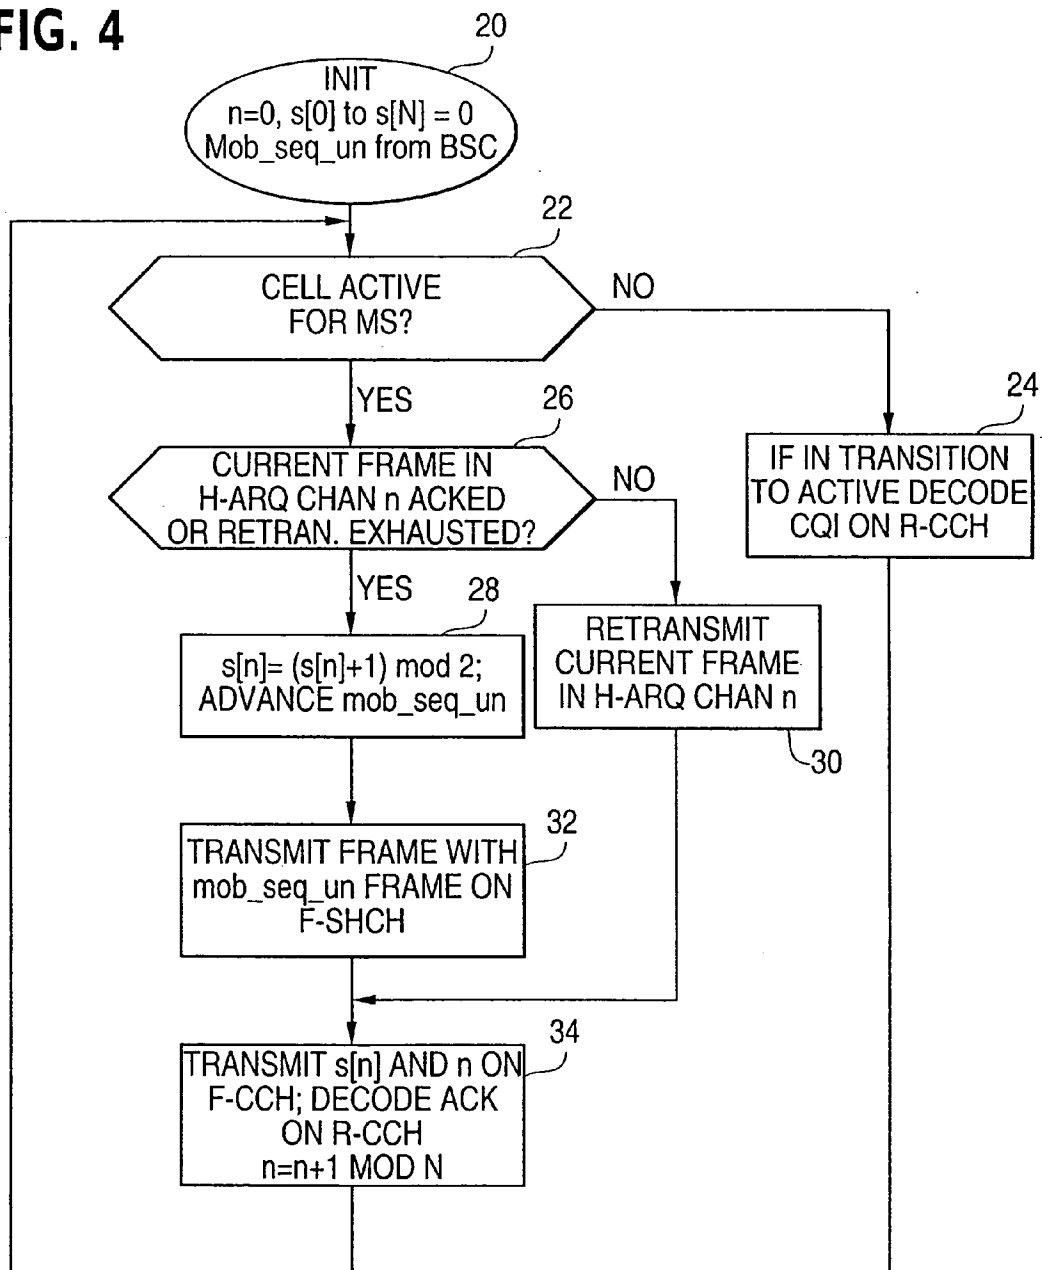 FIG. 4
20
INIT
n=0, s[0] to s[N] = 0
Mob_seq_un from BSC
22
CELL ACTIVE
FOR MS?
NO
YES
24
IF IN TRANSITION
TO ACTIVE DECODE
CQI ON R-CCH
26
CURRENT FRAME IN
H-ARQ CHAN n ACKED
OR RETRAN. EXHAUSTED?
NO
YES
28
s[n]= (s[n]+1) mod 2;
ADVANCE mob_seq_un
RETRANSMIT
CURRENT FRAME
IN H-ARQ CHAN n
30
32
TRANSMIT FRAME WITH
mob_seq_un FRAME ON
F-SHCH
34
TRANSMIT s[n] AND n ON
F-CCH; DECODE ACK
ON R-CCH
n=n+1 MOD N